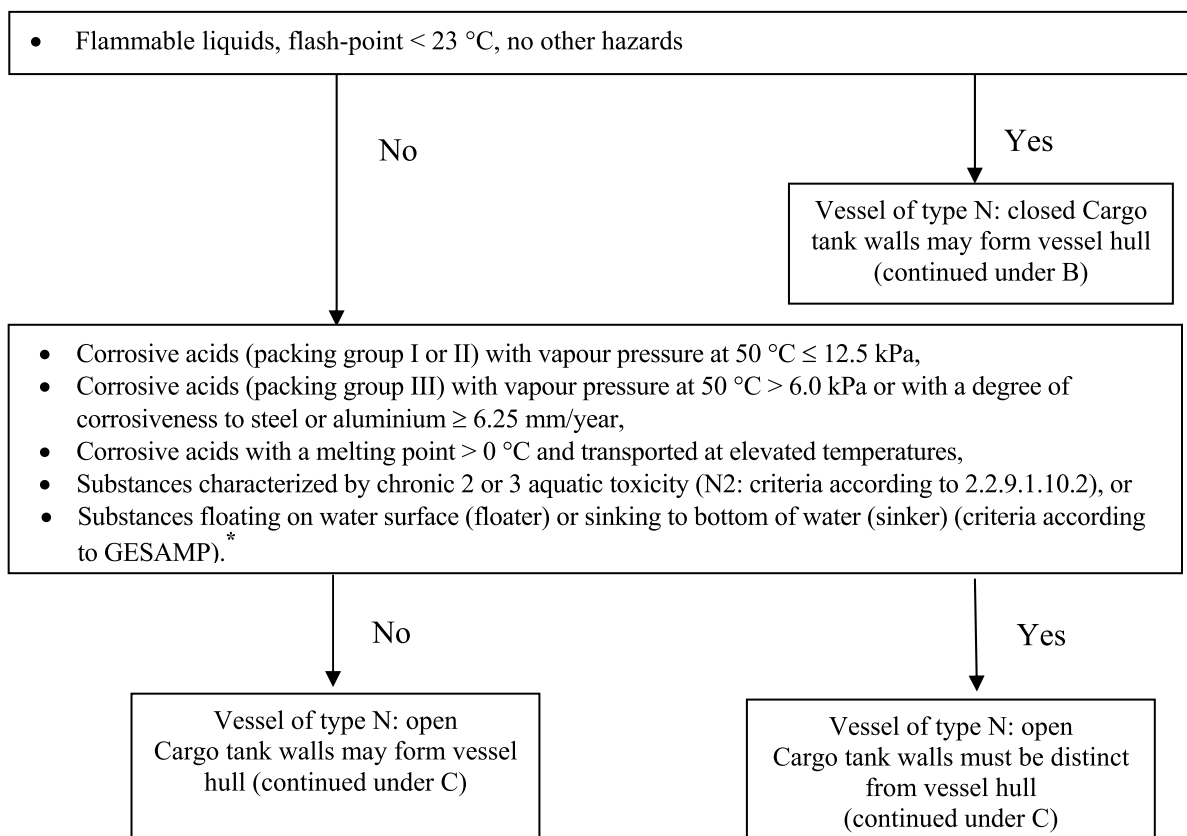 • Flammable liquids, flash-point < 23 °C, no other hazards
No
Yes
Vessel of type N: closed Cargo
tank walls may form vessel hull
(continued under B)
• Corrosive acids (packing group I or II) with vapour pressure at 50 °C ≤ 12.5 kPa,
• Corrosive acids (packing group III) with vapour pressure at 50 °C > 6.0 kPa or with a degree of
corrosiveness to steel or aluminium ≥ 6.25 mm/year,
• Corrosive acids with a melting point > 0 °C and transported at elevated temperatures,
• Substances characterized by chronic 2 or 3 aquatic toxicity (N2: criteria according to 2.2.9.1.10.2), or
• Substances floating on water surface (floater) or sinking to bottom of water (sinker) (criteria according
to GESAMP).*
No
Yes
Vessel of type N: open
Cargo tank walls may form vessel
hull (continued under C)
Vessel of type N: open
Cargo tank walls must be distinct
from vessel hull
(continued under C)